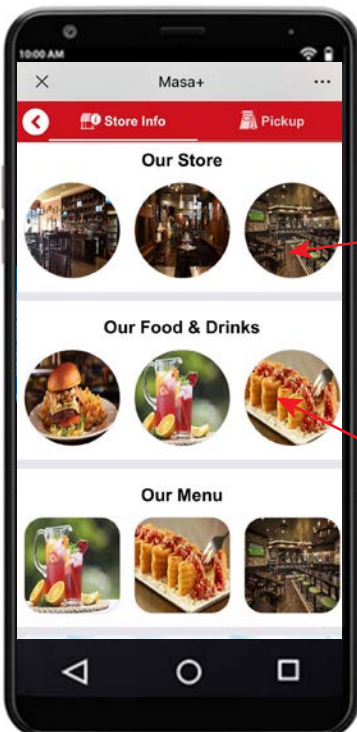 10:00 AM
Masa+
Store Info
Pickup
Our Store
Our Food & Drinks
Our Menu